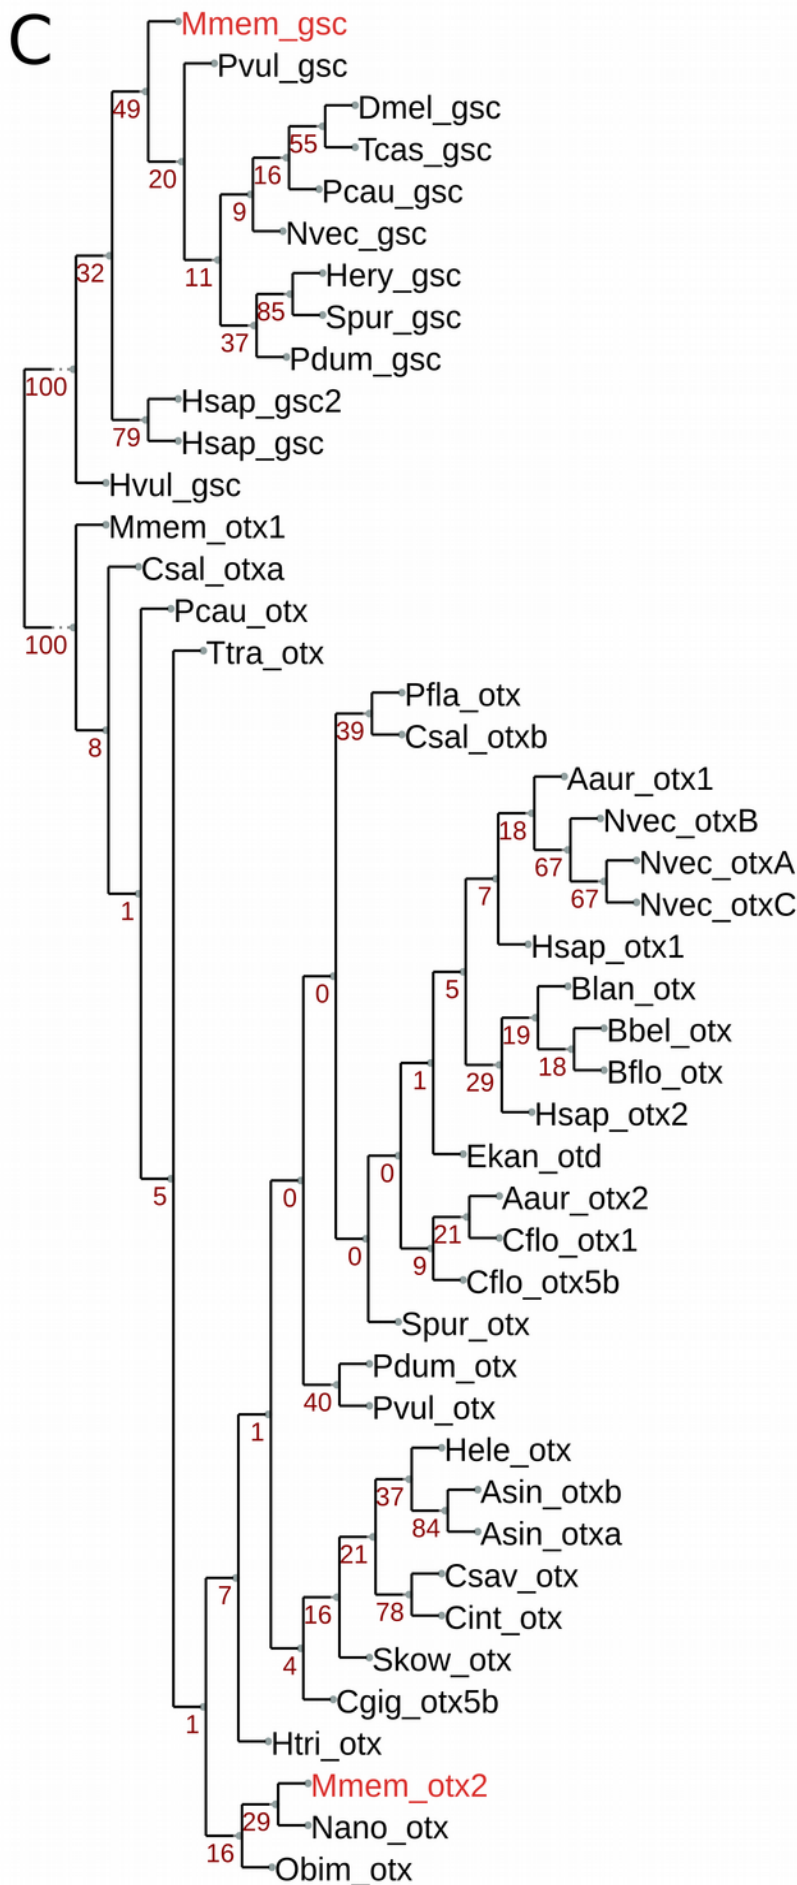 C
Mmem_gsc
Pvul_gsc
Dmel_gsc
49
55
Tcas_gsc
20
16
Pcau_gsc
9
Nvec_gsc
32
11
Hery_gsc
85
Spur_gsc
37
Pdum_gsc
100
Hsap_gsc2
79
Hsap_gsc
Hvul_gsc
Mmem_otx1
Csal_otxa
Pcau_otx
100
Ttra_otx
Pfla_otx
39
Csal_otxb
8
Aaur_otx1
18
Nvec_otxB
67
Nvec_otxA
7
67
Nvec_otxC
1
Hsap_otx1
0
5
Blan_otx
19
Bbel_otx
18
Bflo_otx
1
29
Hsap_otx2
Ekan_otd
0
5
0
Aaur_otx2
21
Cflo_otx1
0
9
Cflo_otx5b
Spur_otx
Pdum_otx
40
Pvul_otx
1
Hele_otx
37
Asin_otxb
84
Asin_otxa
21
Csav_otx
7
16
78
Cint_otx
4
Skow_otx
Cgig_otx5b
1
Htri_otx
Mmem_otx2
29
Nano_otx
16
Obim_otx